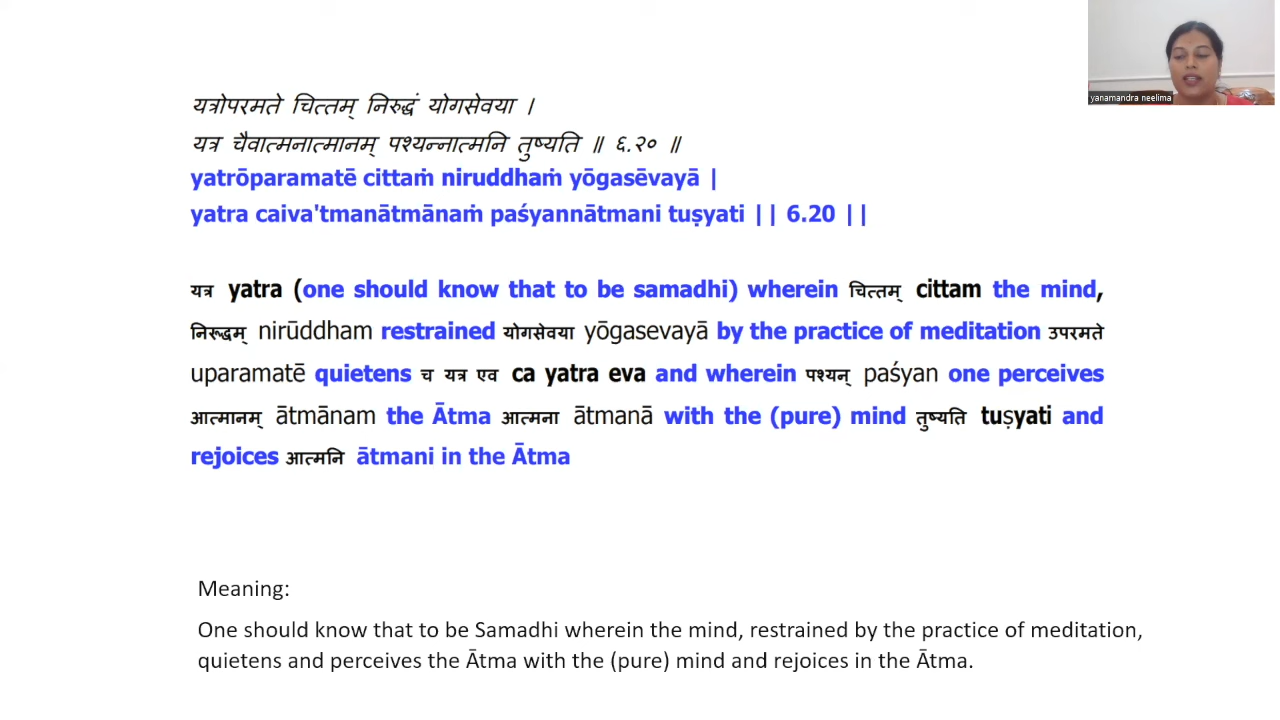 यत्रोपरमते चित्तम् निरुद्धं योगसेवया ।
यत्र चैवात्मनात्मानम् पश्यन्नात्मनि तुष्यति ॥ ६.२० ॥
yatrōparamatē cittaṁ niruddhaṁ yōgasēvayā |
yatra caiva'tmanātmānaṁ paśyannātmani tuṣyati || 6.20 ||
यत्र yatra (one should know that to be samadhi) wherein चित्तम् cittam the mind,
निरूद्धम् nirūddham restrained योगसेवया yōgasevayā by the practice of meditation उपरमते
uparamatē quietens च यत्र एव ca yatra eva and wherein पश्यन् paśyan one perceives
आत्मानम् ātmānam the Ātma आत्मना ātmanā with the (pure) mind तुष्यति tuṣyati and
rejoices आत्मनि ātmani in the Ātma
Meaning:
One should know that to be Samadhi wherein the mind, restrained by the practice of meditation,
quietens and perceives the Ātma with the (pure) mind and rejoices in the Ātma.
yanamandra neelima